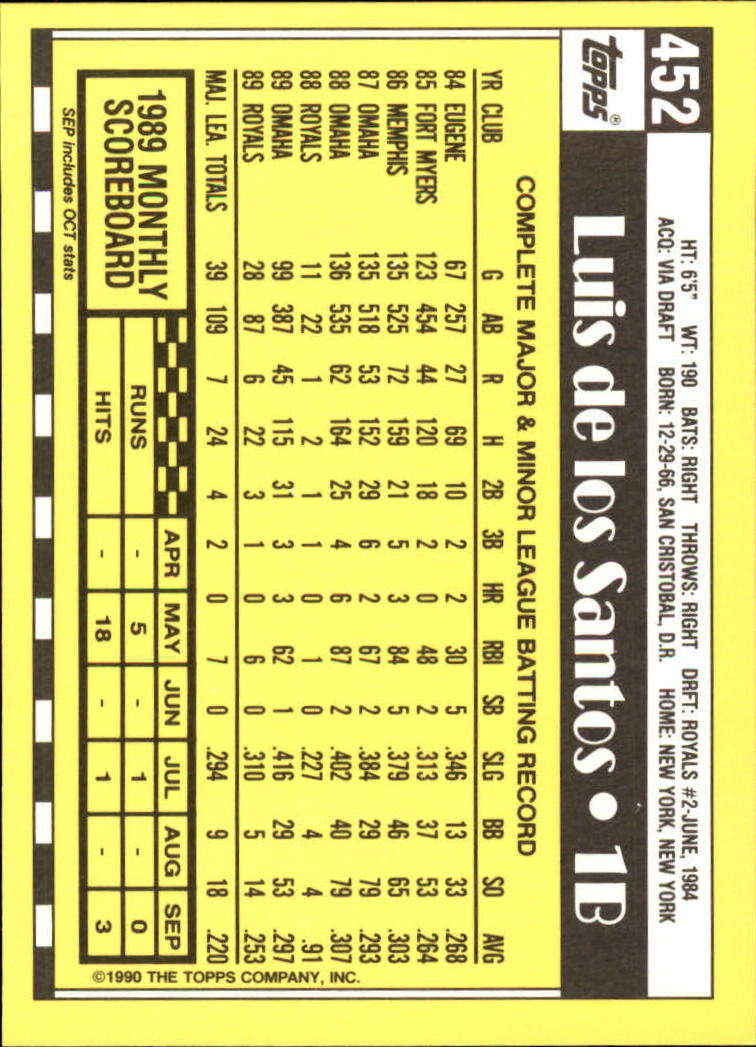 452
HT: 6'5" WT: 190 BATS: RIGHT THROWS: RIGHT DRFT: ROYALS #2-JUNE, 1984
ACQ: VIA DRAFT BORN: 12-29-66, SAN CRISTOBAL, D.R. HOME: NEW YORK, NEW YORK
topps®
Luis de los Santos • 1B
COMPLETE MAJOR & MINOR LEAGUE BATTING RECORD
YR CLUB G AB R H 2B 3B HR RBI SB SLG BB SO AVG
84 EUGENE 67 257 27 69 10 2 2 30 5 .346 13 33 .268
85 FORT MYERS 123 454 44 120 18 2 0 48 2 .313 37 53 .264
86 MEMPHIS 135 525 72 159 21 5 3 84 5 .379 46 65 .303
87 OMAHA 135 518 53 152 29 6 2 67 2 .384 29 79 .293
88 OMAHA 136 535 62 164 25 4 6 87 2 .402 40 79 .307
88 ROYALS 11 22 1 2 1 1 0 1 0 .227 4 4 .91
89 OMAHA 99 387 45 115 31 3 3 62 1 .416 29 53 .297
89 ROYALS 28 87 6 22 3 1 0 6 0 .310 5 14 .253
MAJ. LEA. TOTALS 39 109 7 24 4 2 0 7 0 .294 9 18 .220
1989 MONTHLY SCOREBOARD
APR MAY JUN JUL AUG SEP
RUNS - 5 - 1 - 0
HITS - 18 - 1 - 3
SEP includes OCT stats
©1990 THE TOPPS COMPANY, INC.